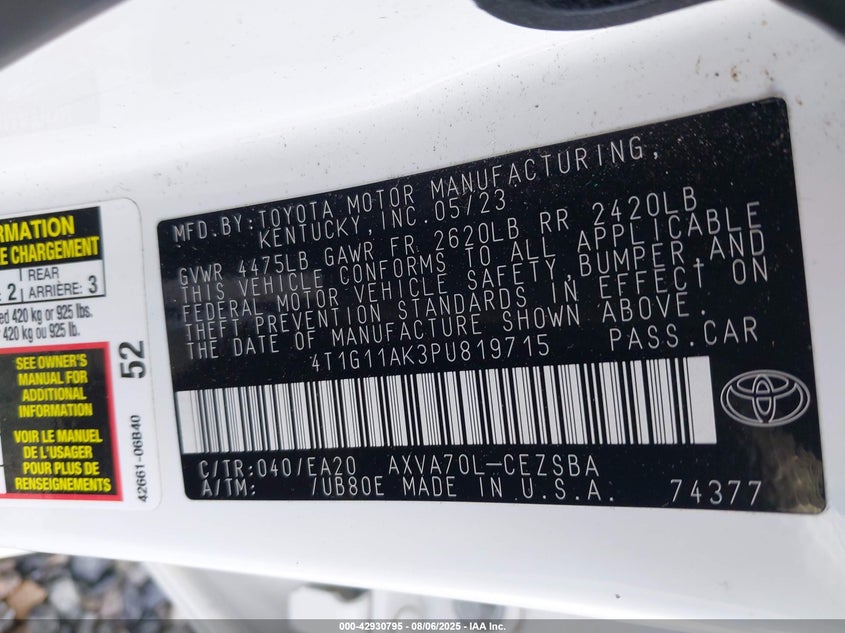 MFD.BY:TOYOTA MOTOR MANUFACTURING,
KENTUCKY,INC.05/23
GVWR 4475LB GAWR FR 2620LB RR 2420LB
THIS VEHICLE CONFORMS TO ALL APPLICABLE
FEDERAL MOTOR VEHICLE SAFETY,BUMPER,AND
THEFT PREVENTION STANDARDS IN EFFECT ON
THE DATE OF MANUFACTURE SHOWN ABOVE.
4T1G11AK3PU819715 PASS.CAR
C/TR:040/EA20 AXVA70L-CEZSBA
A/TM: 7UB80E MADE IN U.S.A. 74377
CHARGEMENT
REAR
2 ARRIÈRE: 3
420 kg or 925 lbs.
420 kg ou 925 lb.
SEE OWNER'S
MANUAL FOR
ADDITIONAL
INFORMATION
VOIR LE MANUEL
DE L'USAGER
POUR PLUS DE
RENSEIGNEMENTS
52
42661-06B40
000-42930795 - 08/06/2025 - IAA Inc.